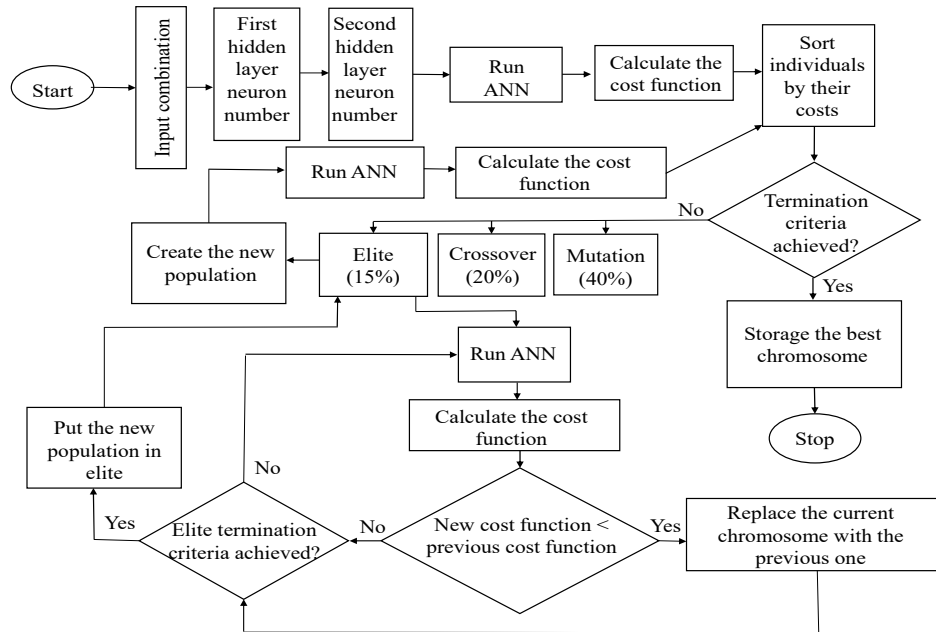 Start
Input combination
First
hidden
layer
neuron
number
Second
hidden
layer
neuron
number
Run
ANN
Calculate the
cost function
Sort
individuals
by their
costs
Run ANN
Calculate the cost
function
Termination
criteria
achieved?
No
Yes
Create the new
population
Elite
(15%)
Crossover
(20%)
Mutation
(40%)
Storage the best
chromosome
Stop
Run ANN
Calculate the cost
function
Put the new
population in
elite
No
Yes
Elite termination
criteria achieved?
No
New cost function <
previous cost function
Yes
Replace the current
chromosome with the
previous one